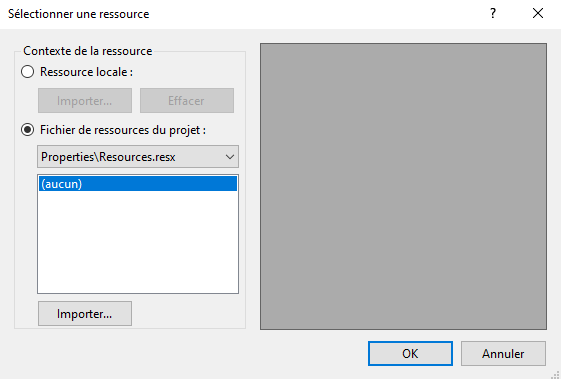 Sélectionner une ressource
?
Contexte de la ressource
Ressource locale :
Importer... Effacer
Fichier de ressources du projet :
Properties\Resources.resx
(aucun)
Importer...
OK Annuler